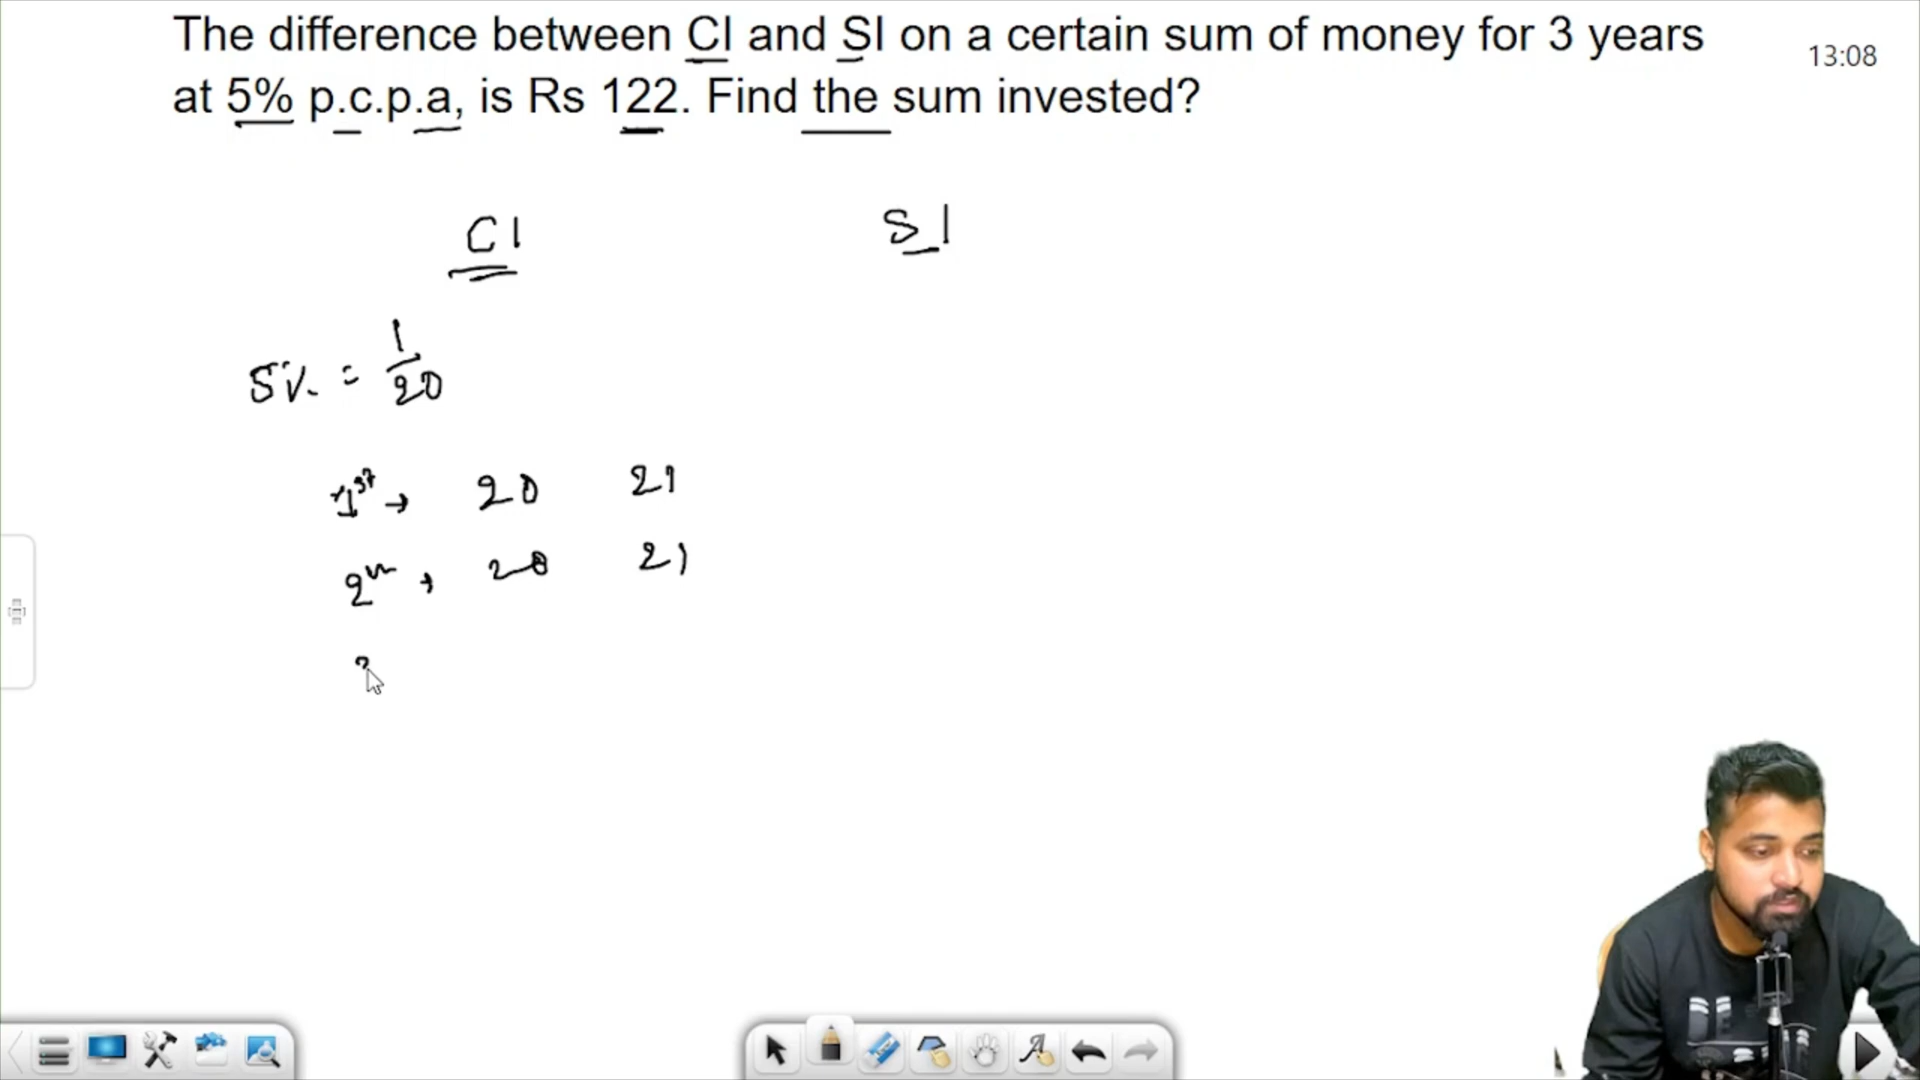 The difference between CI and SI on a certain sum of money for 3 years
at 5% p.c.p.a, is Rs 122. Find the sum invested?
13:08
CI SI
5% = 1/20
1st → 20 21
2n → 20 21